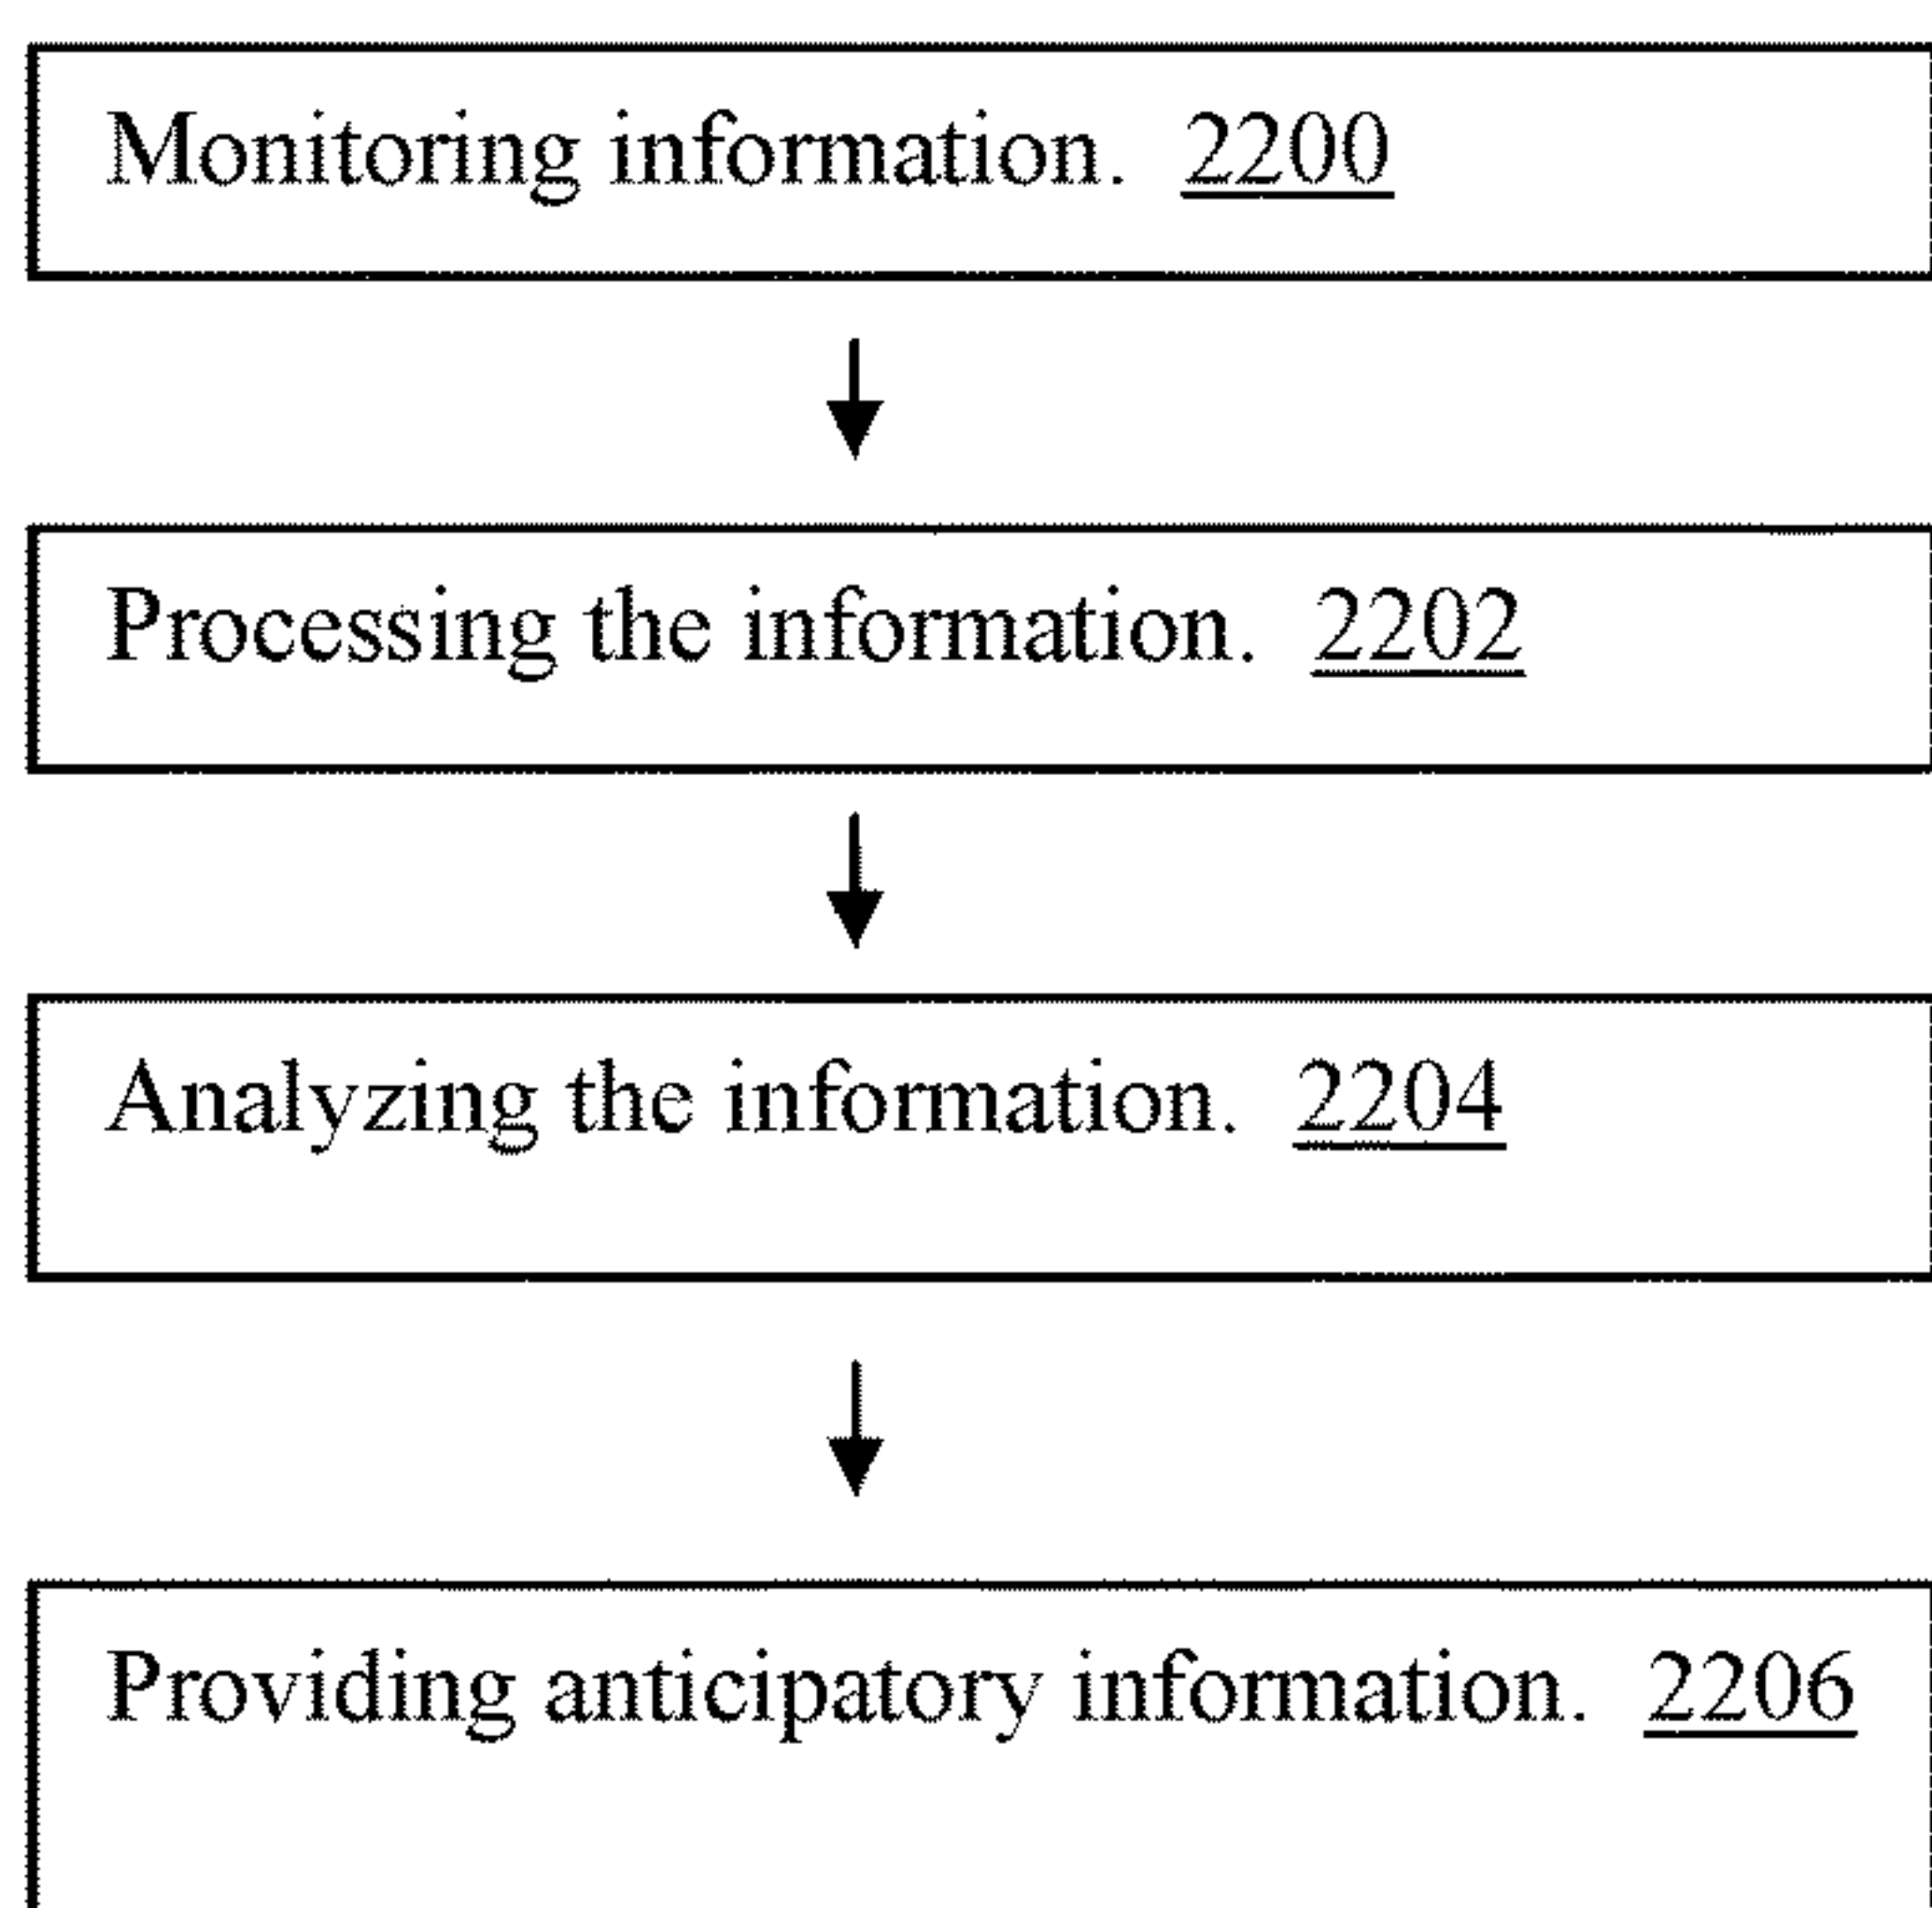 Monitoring information. 2200
Processing the information. 2202
Analyzing the information. 2204
Providing anticipatory information. 2206